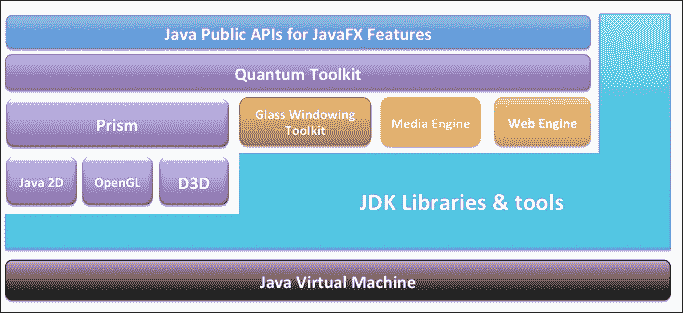 Java Public APIs for JavaFX Features
Quantum Toolkit
Prism
Glass Windowing
Toolkit
Media Engine
Web Engine
Java 2D
OpenGL
D3D
JDK Libraries & tools
Java Virtual Machine